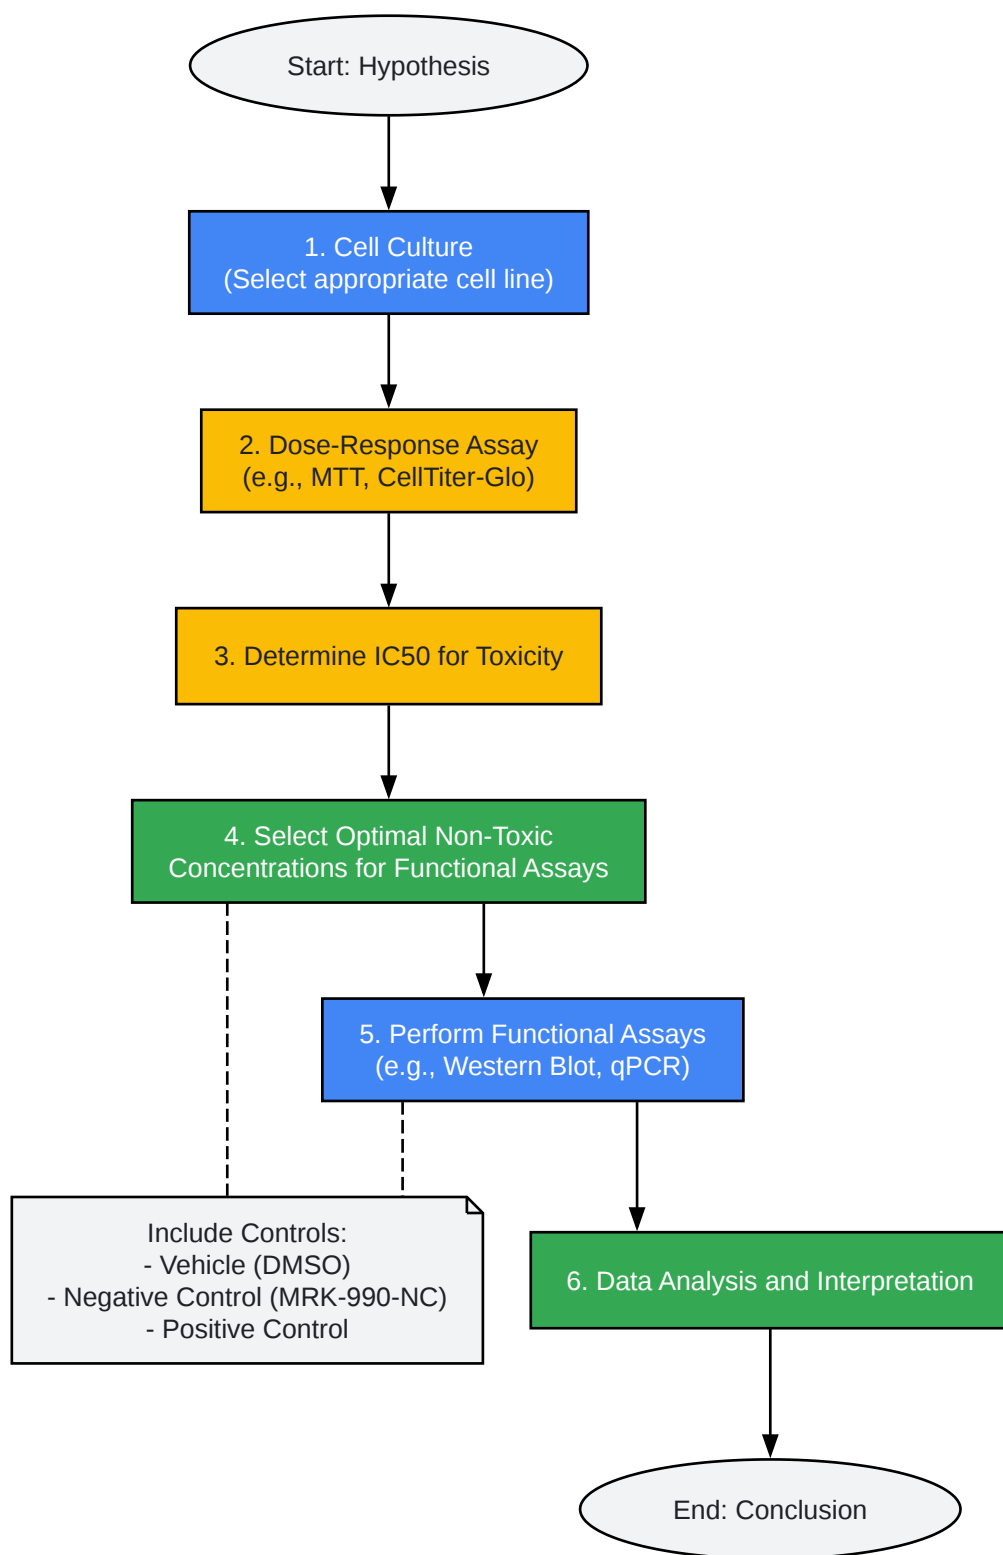 Start: Hypothesis
1. Cell Culture
(Select appropriate cell line)
2. Dose-Response Assay
(e.g., MTT, CellTiter-Glo)
3. Determine IC50 for Toxicity
4. Select Optimal Non-Toxic
Concentrations for Functional Assays
5. Perform Functional Assays
(e.g., Western Blot, qPCR)
Include Controls:
- Vehicle (DMSO)
- Negative Control (MRK-990-NC)
- Positive Control
6. Data Analysis and Interpretation
End: Conclusion